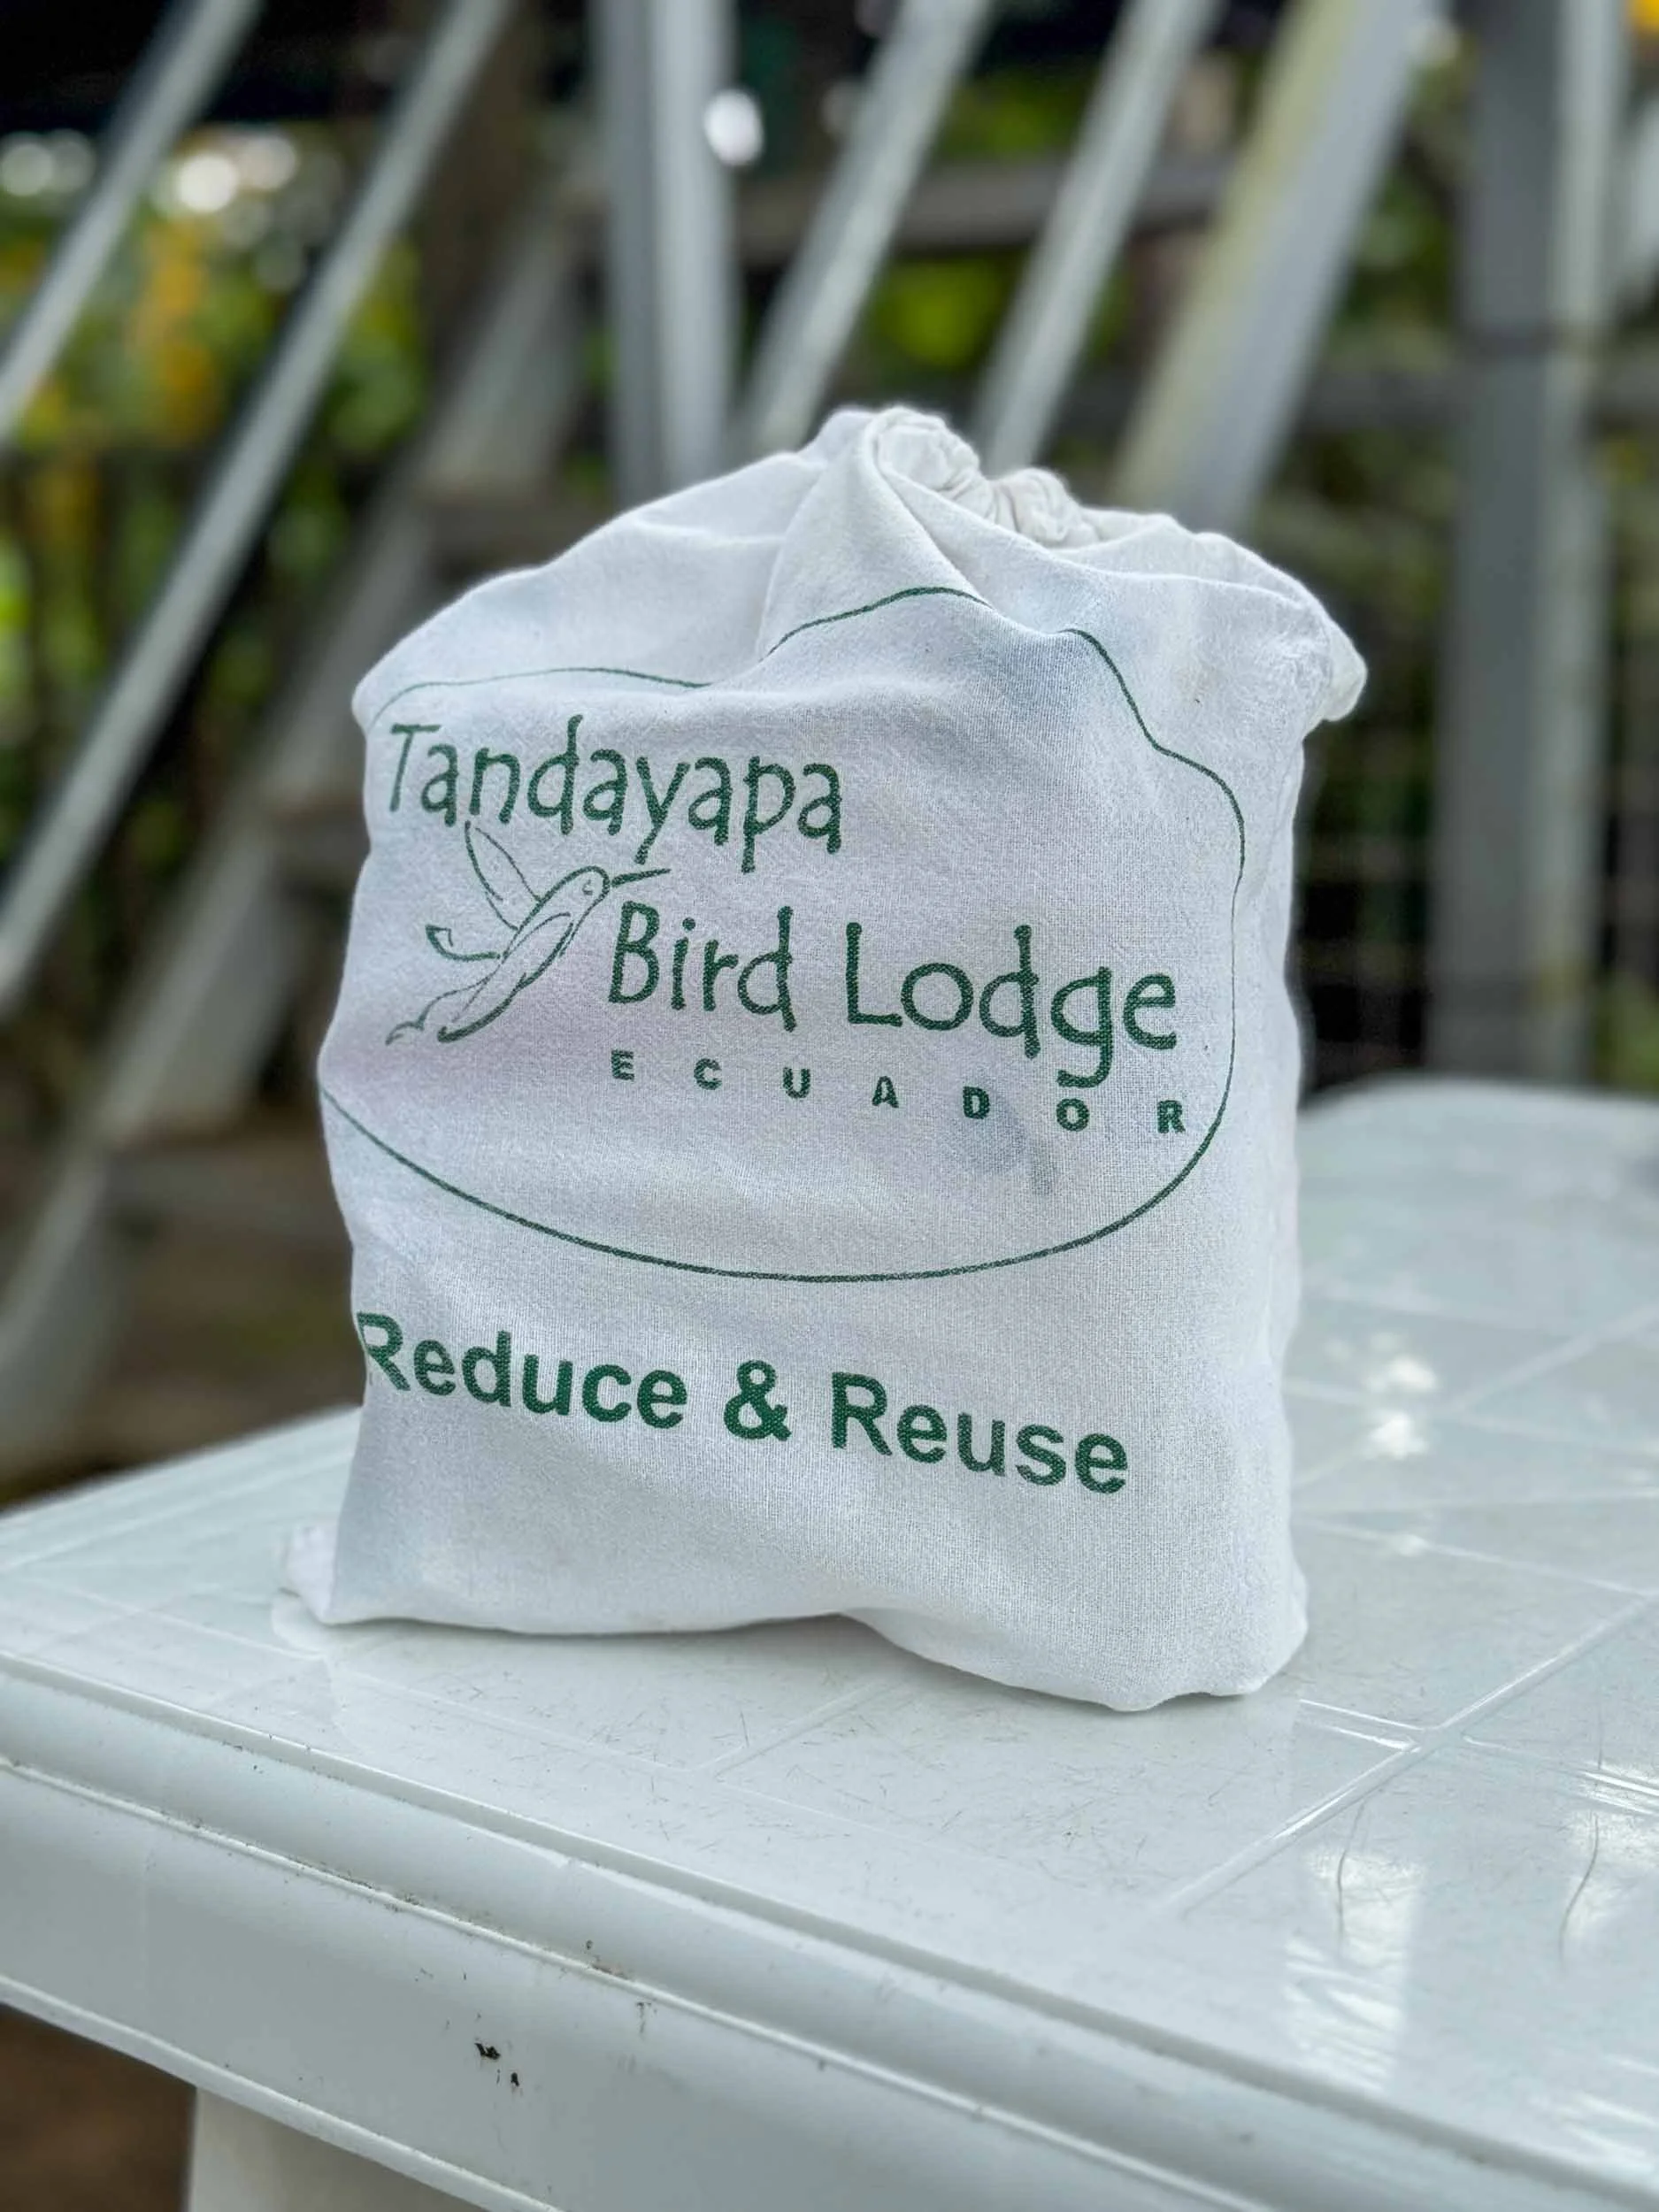 Tandayapa
Bird Lodge
ECUADOR
Reduce & Reuse